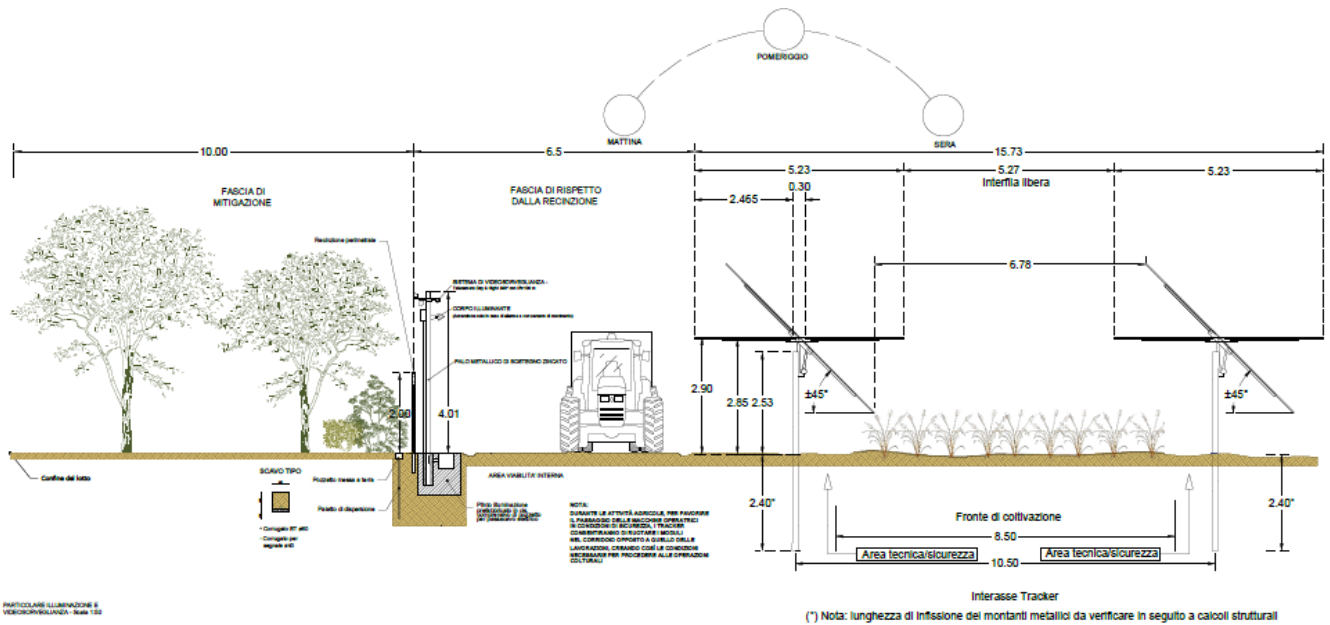 POMERIGGIO
MATTINA
SERA
10.00
6.5
15.73
5.23
5.27
5.23
FASCIA DI
MITIGAZIONE
FASCIA DI RISPETTO
DALLA RECINZIONE
Interfila libera
0.30
2.465
Recinzione perimetrale
6.78
SISTEMA DI VIDEOSORVEGLIANZA -
CORPO ILLUMINANTE
PALO METALLICO DI SOSTEGNO ZINCATO
2.00
4.01
2.90
2.85
2.53
±45°
±45°
Confine del lotto
SCAVO TIPO
Pozzetto messa a terra
AREA VIABILITA' INTERNA
Paletto di dispersione
Plinto illuminazione
prefabbricato in cls
NOTA:
DURANTE LE ATTIVITÀ AGRICOLE, PER FAVORIRE
IL PASSAGGIO DELLE MACCHINE OPERATRICI
IN CONDIZIONI DI SICUREZZA, I TRACKER
CONSENTIRANNO DI RUOTARE I MODULI
NEL CORRIDOIO OPPOSTO A QUELLO DELLE
LAVORAZIONI, CREANDO COSÌ LE CONDIZIONI
NECESSARIE PER PROCEDERE ALLE OPERAZIONI
COLTURALI
2.40*
2.40*
Fronte di coltivazione
8.50
Area tecnica/sicurezza
Area tecnica/sicurezza
10.50
Interasse Tracker
PARTICOLARE ILLUMINAZIONE E
VIDEOSORVEGLIANZA -
(*) Nota: lunghezza di infissione dei montanti metallici da verificare in seguito a calcoli strutturali